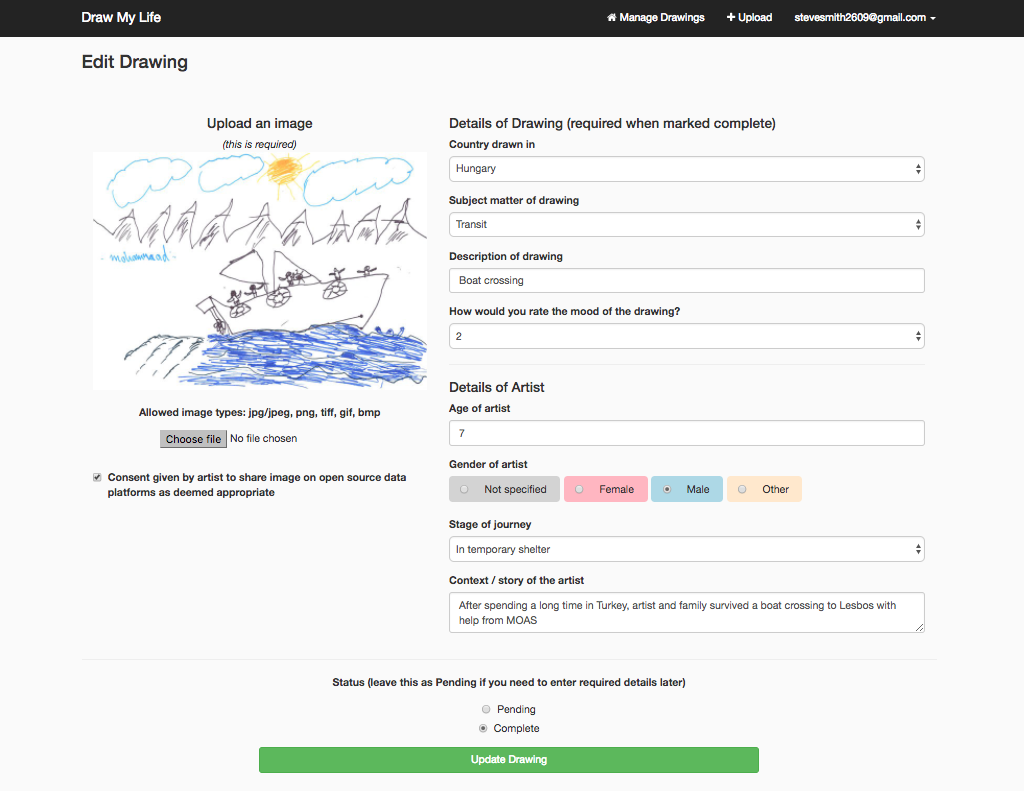 Draw My Life
Manage Drawings
Upload
stevesmith2609@gmail.com
Edit Drawing
Upload an image
(this is required)
- mohammad -
Allowed image types: jpg/jpeg, png, tiff, gif, bmp
Choose file No file chosen
Consent given by artist to share image on open source data
platforms as deemed appropriate
Details of Drawing (required when marked complete)
Country drawn in
Hungary
Subject matter of drawing
Transit
Description of drawing
Boat crossing
How would you rate the mood of the drawing?
2
Details of Artist
Age of artist
7
Gender of artist
Not specified Female Male Other
Stage of journey
In temporary shelter
Context / story of the artist
After spending a long time in Turkey, artist and family survived a boat crossing to Lesbos with
help from MOAS
Status (leave this as Pending if you need to enter required details later)
Pending
Complete
Update Drawing